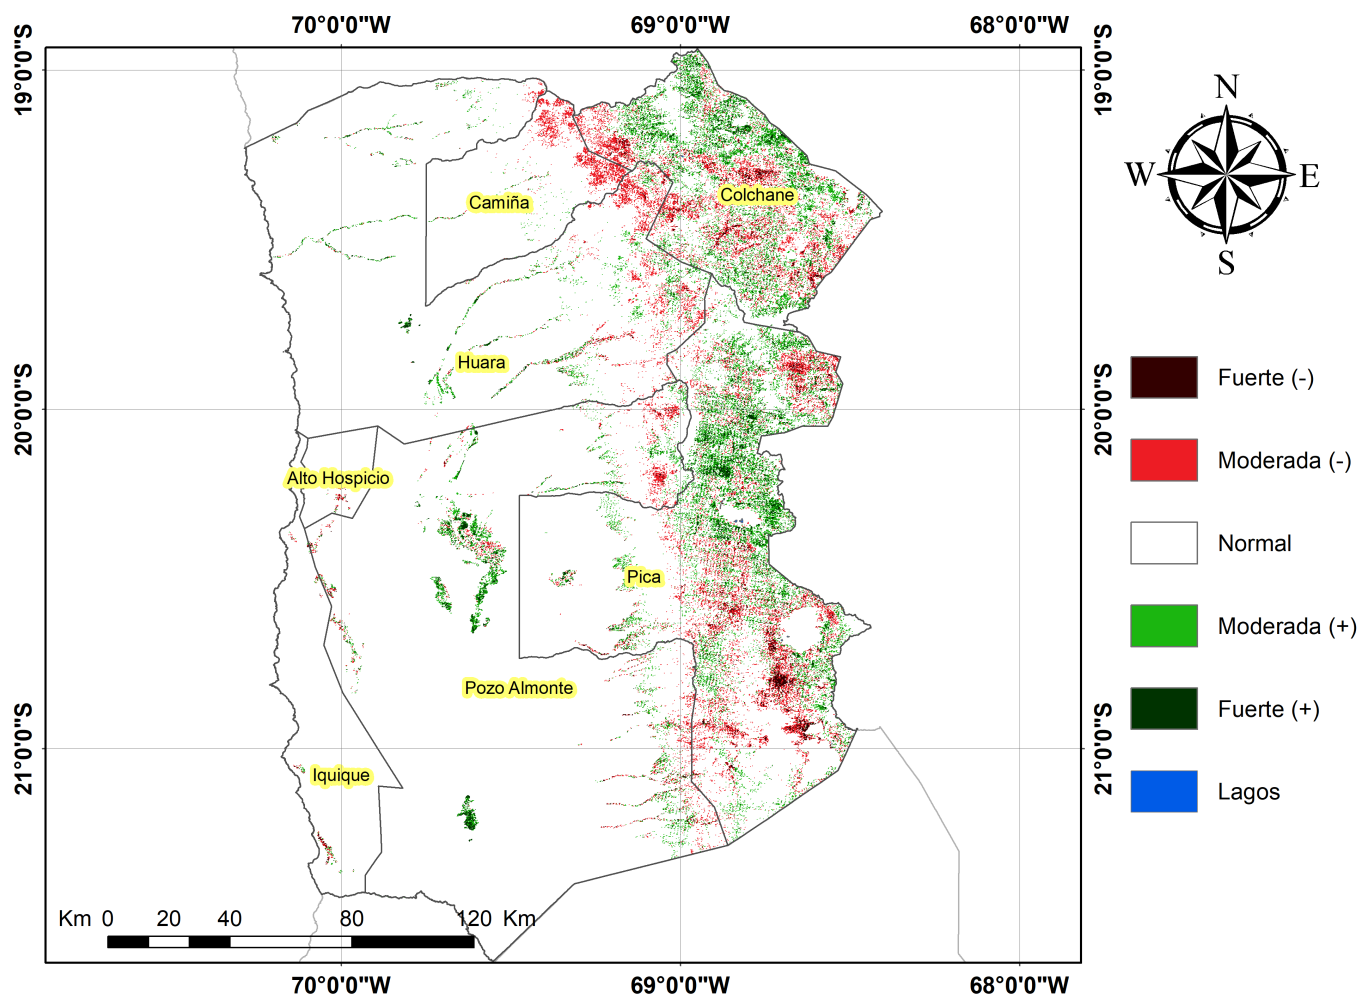 70°0'0"W 69°0'0"W 68°0'0"W
19°0'0"S
19°0'0"S
N
W
E
S
Camiña
Colchane
Huara
20°0'0"S
20°0'0"S
Alto Hospicio
Pica
Pozo Almonte
21°0'0"S
21°0'0"S
Iquique
Fuerte (-)
Moderada (-)
Normal
Moderada (+)
Fuerte (+)
Lagos
Km 0 20 40 80 120 Km
70°0'0"W 69°0'0"W 68°0'0"W